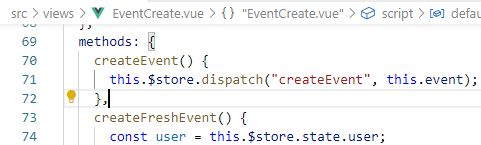 src > views > EventCreate.vue > {} "EventCreate.vue" > script > defau
68 },
69 methods: {
70 createEvent() {
71 this.$store.dispatch("createEvent", this.event);
72 },
73 createFreshEvent() {
74 const user = this.$store.state.user;